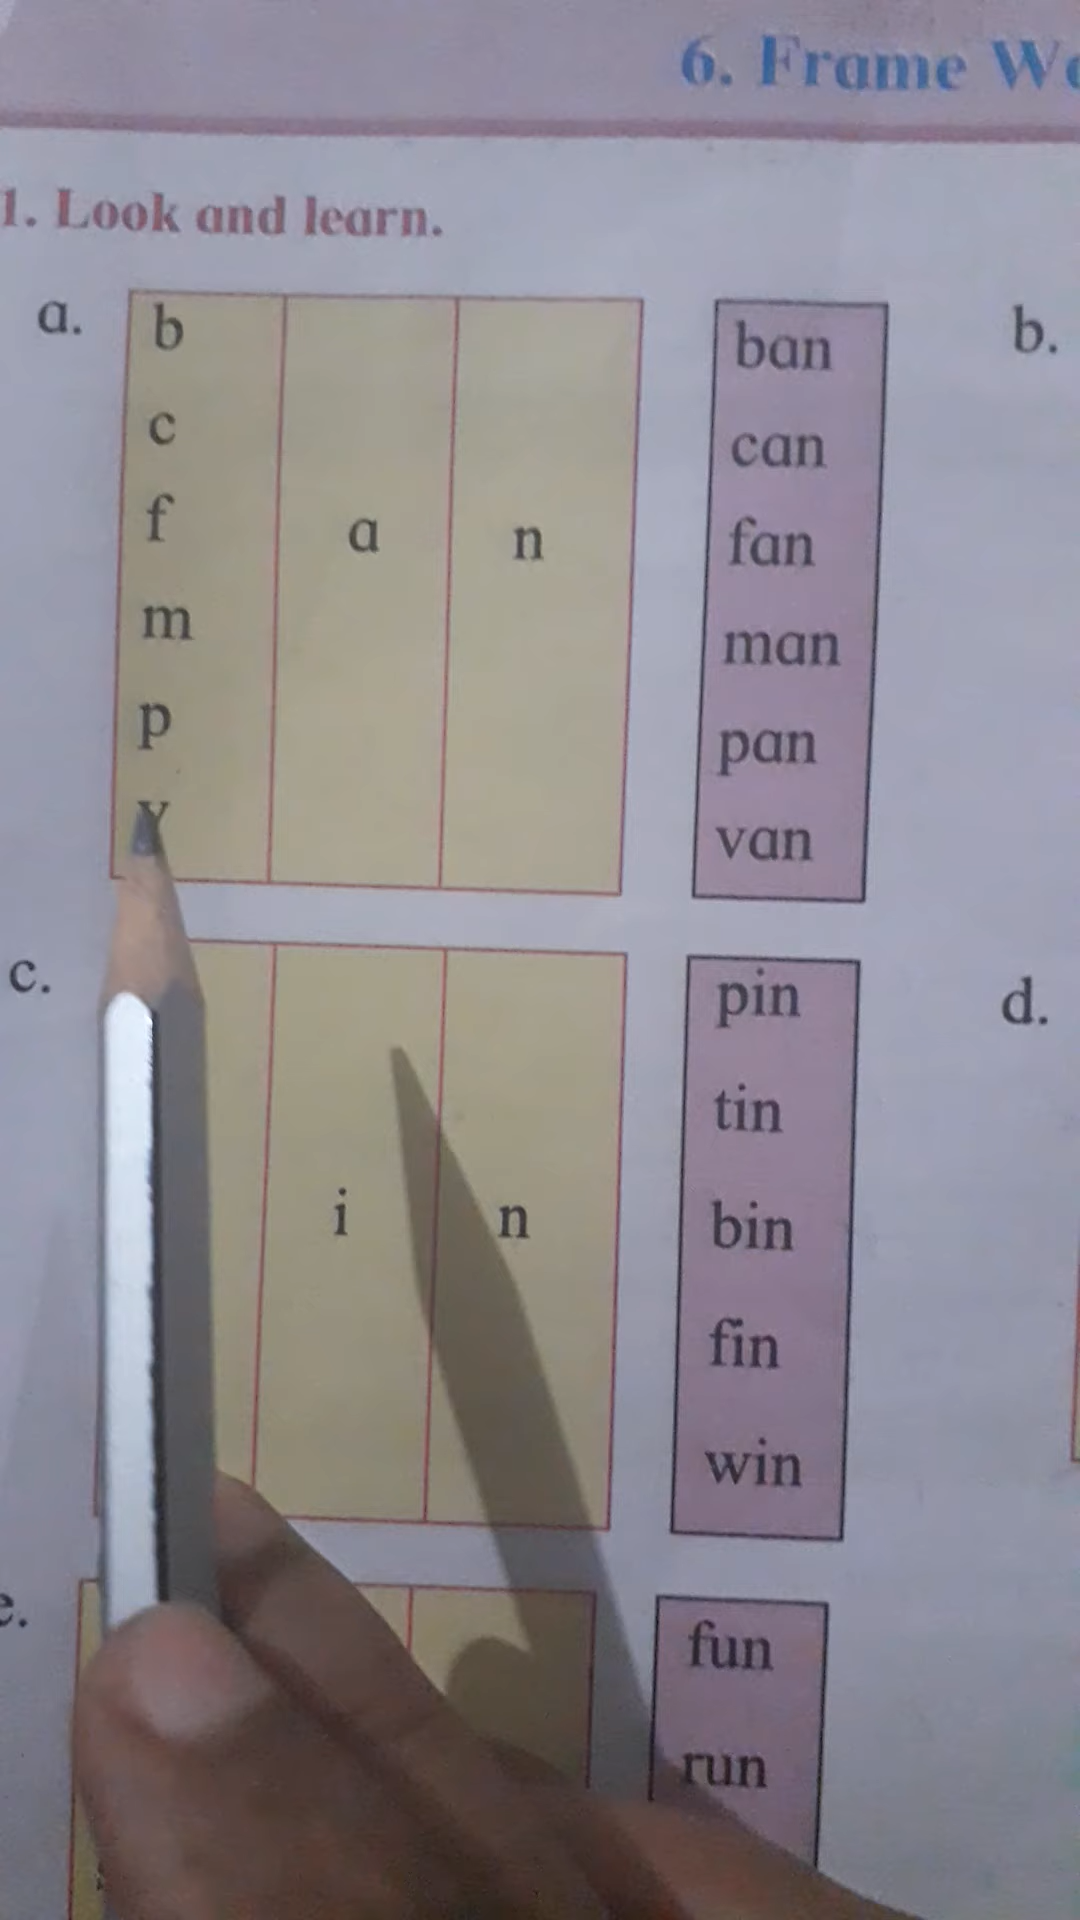 6. Frame
1. Look and learn.
a.
b
c
f
m
p
v
a
n
ban
can
fan
man
pan
van
b.
c.
i
n
pin
tin
bin
fin
win
d.
e.
fun
run